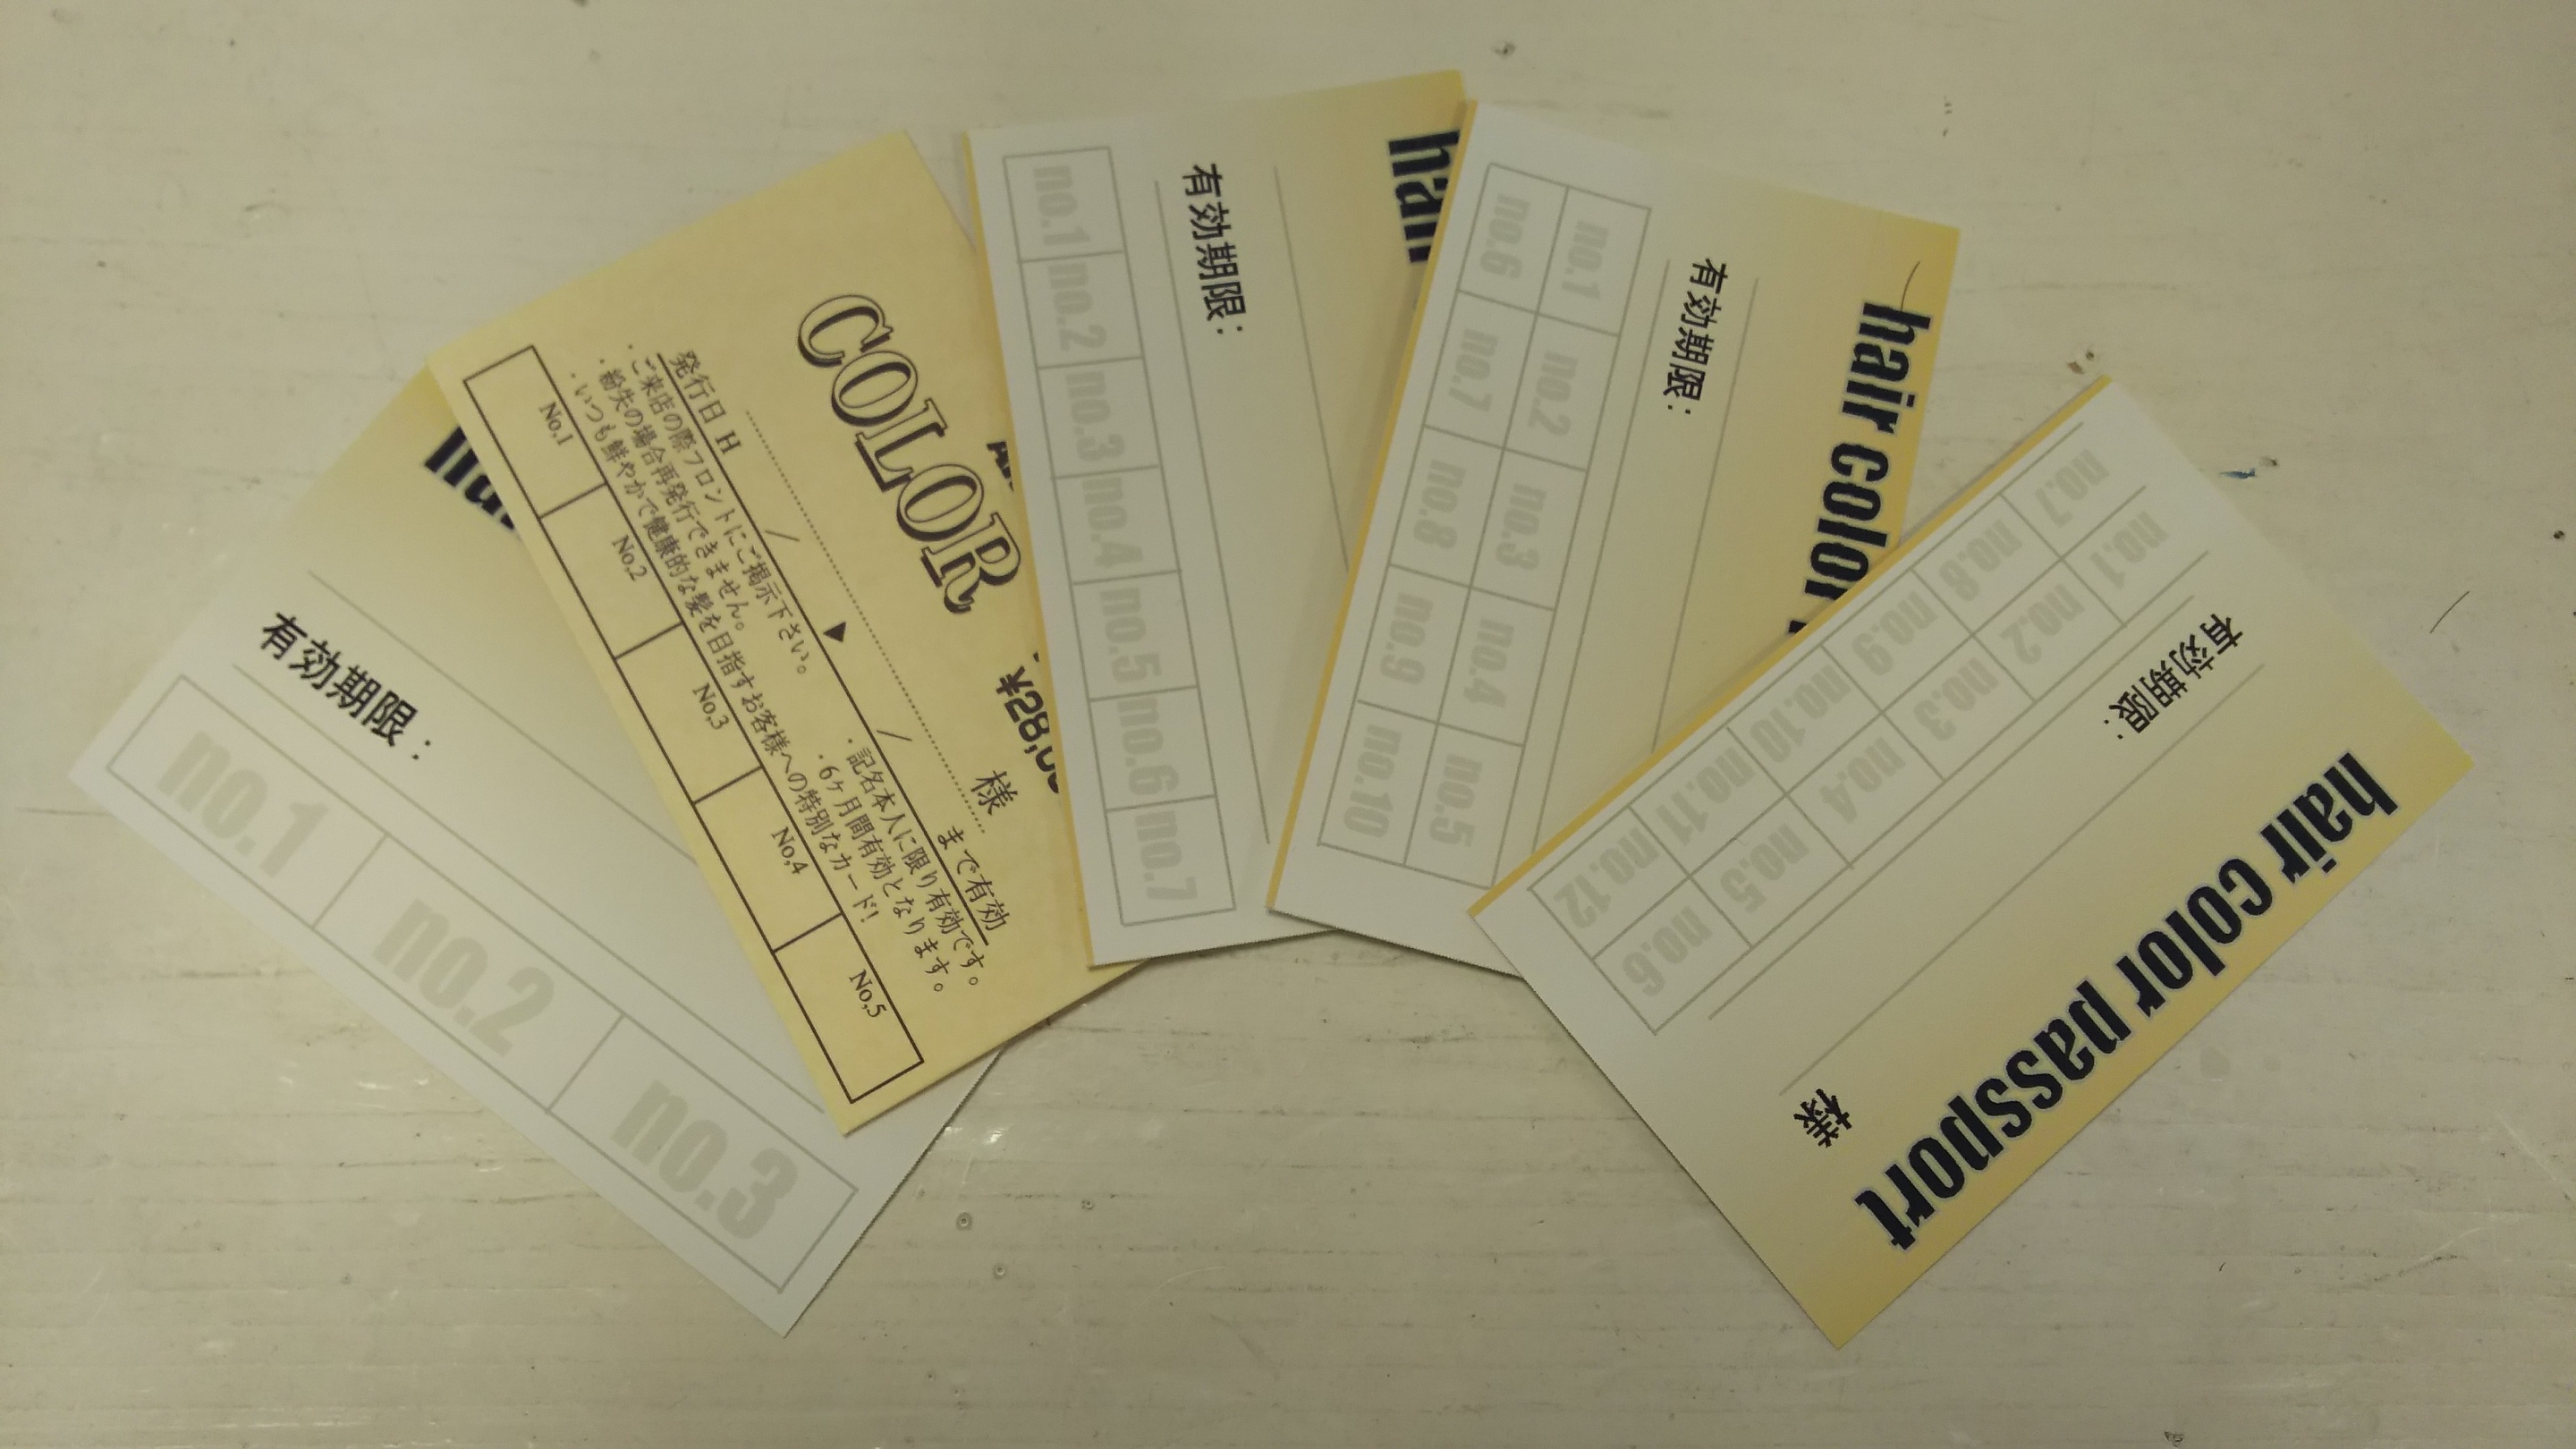 有効期限：
no.1 no.2 no.3
COLOR
様
発行日 H / ▶ / まで有効
・ご来店の際フロントにご掲示下さい。 ・記名本人に限り有効です。
・紛失の場合再発行できません。 ・6ヶ月間有効となります。
・いつも鮮やかで健康的な髪を目指すお客様への特別なカード!
No,1 No,2 No,3 No,4 No,5
有効期限：
no.1 no.2 no.3 no.4 no.5 no.6 no.7
hair color
有効期限：
no.1 no.2 no.3 no.4 no.5
no.6 no.7 no.8 no.9 no.10
hair color passport
様
有効期限：
no.1 no.2 no.3 no.4 no.5 no.6
no.7 no.8 no.9 no.10 no.11 no.12